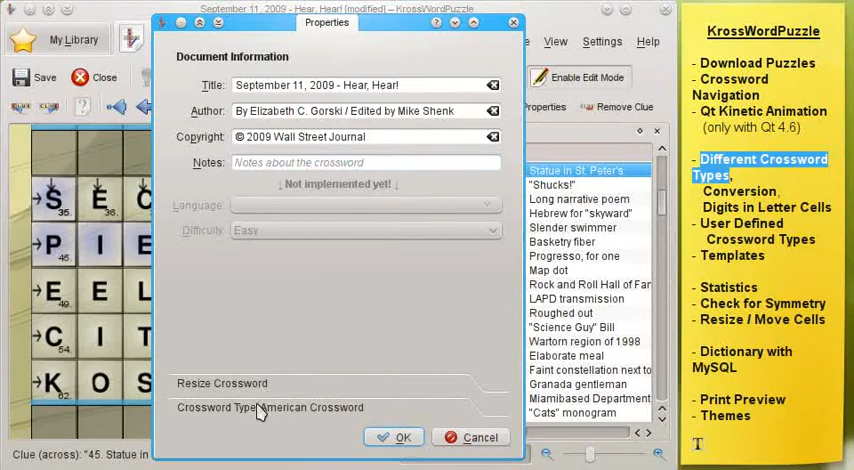 September 11, 2009 - Hear, Hear! [modified] - KrossWordPuzzle
Properties
My Library
View Settings Help
Save Close
Enable Edit Mode
Properties Remove Clue
Document Information
Title: September 11, 2009 - Hear, Hear!
Author: By Elizabeth C. Gorski / Edited by Mike Shenk
Copyright: © 2009 Wall Street Journal
Notes: Notes about the crossword
↓ Not implemented yet! ↓
Language:
Difficulty: Easy
Resize Crossword
Crossword Type: American Crossword
OK Cancel
S E C
35. 36.
P I E
45.
E E L
49.
C I T
54.
K O S
Statue in St. Peter's
"Shucks!"
Long narrative poem
Hebrew for "skyward"
Slender swimmer
Basketry fiber
Progresso, for one
Map dot
Rock and Roll Hall of Fam
LAPD transmission
Roughed out
"Science Guy" Bill
Wartorn region of 1998
Elaborate meal
Faint constellation next to
Granada gentleman
Miamibased Department
"Cats" monogram
Clue (across): "45. Statue in
KrossWordPuzzle
- Download Puzzles
- Crossword
Navigation
- Qt Kinetic Animation
(only with Qt 4.6)
- Different Crossword
Types,
Conversion,
Digits in Letter Cells
- User Defined
Crossword Types
- Templates
- Statistics
- Check for Symmetry
- Resize / Move Cells
- Dictionary with
MySQL
- Print Preview
- Themes